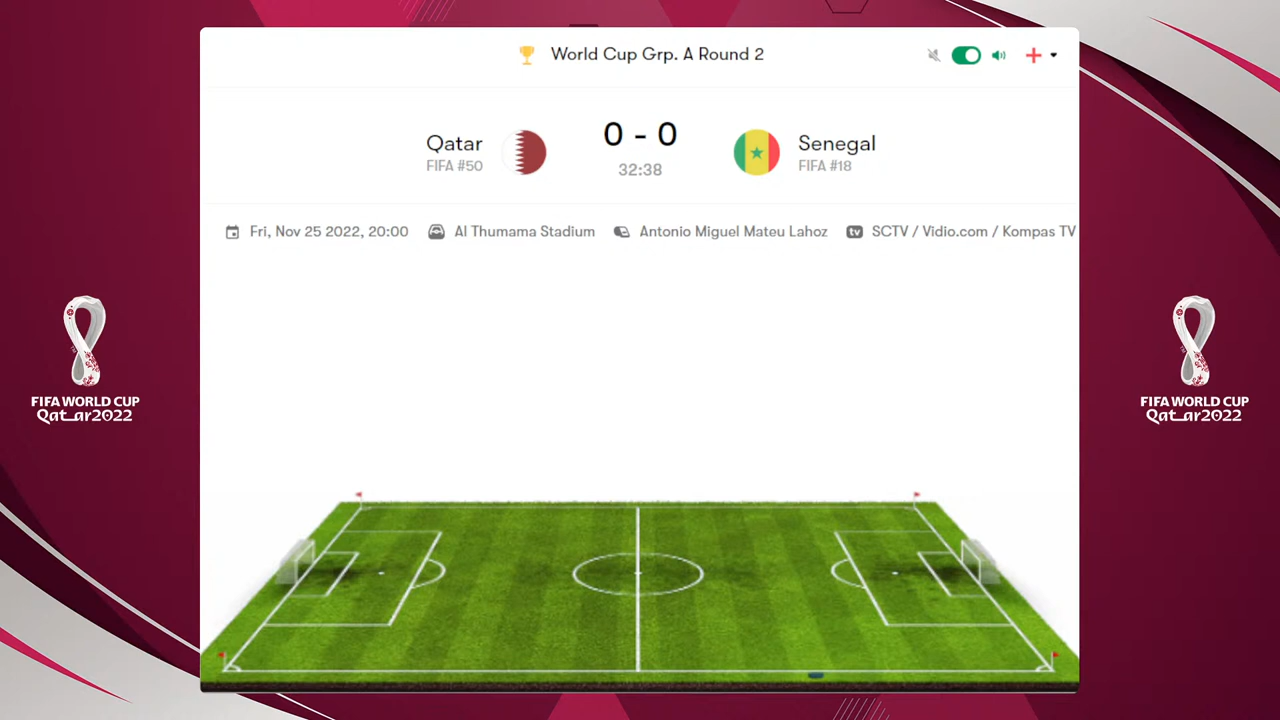 World Cup Grp. A Round 2
Qatar
FIFA #50
0 - 0
32:38
Senegal
FIFA #18
Fri, Nov 25 2022, 20:00
Al Thumama Stadium
Antonio Miguel Mateu Lahoz
tv
SCTV / Vidio.com / Kompas TV
FIFA WORLD CUP
Qatar2022
FIFA WORLD CUP
Qatar2022